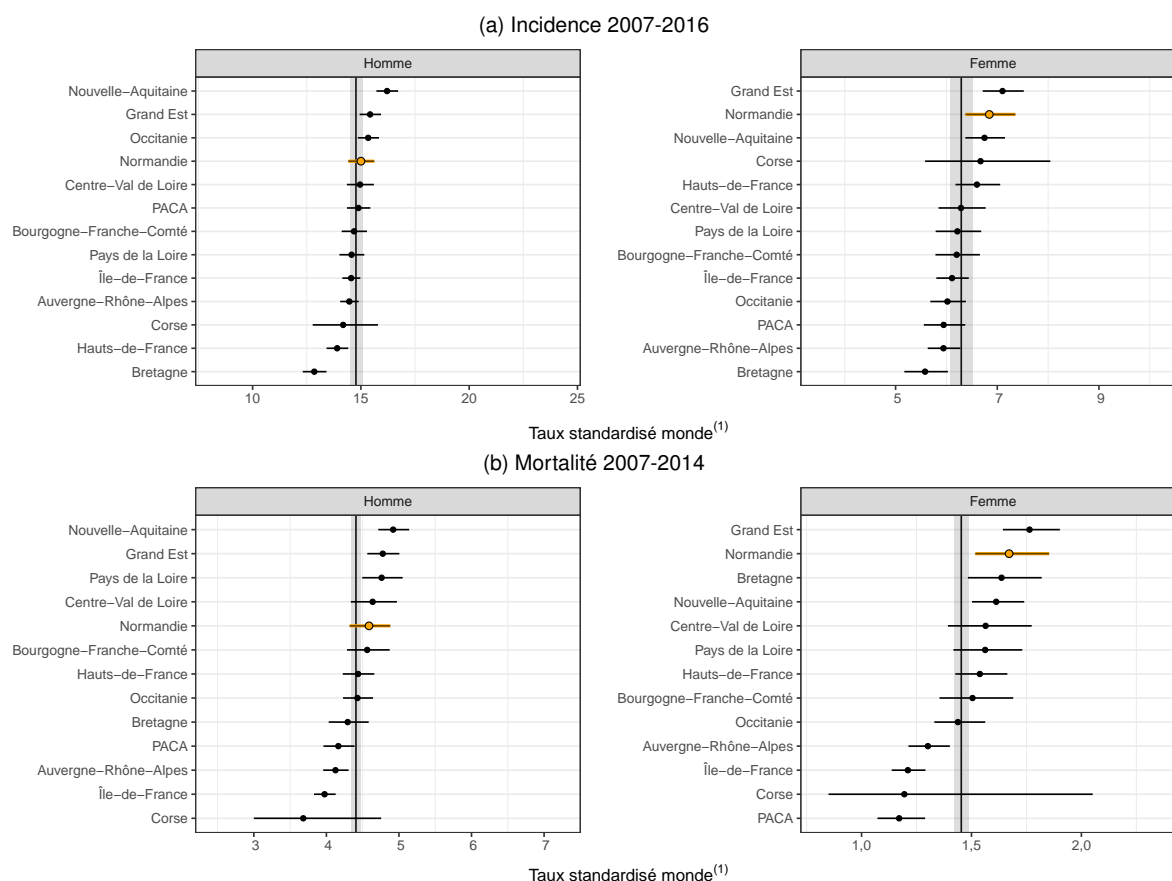 (a) Incidence 2007-2016
Homme
Nouvelle−Aquitaine
Grand Est
Occitanie
Normandie
Centre−Val de Loire
PACA
Bourgogne−Franche−Comté
Pays de la Loire
Île−de−France
Auvergne−Rhône−Alpes
Corse
Hauts−de−France
Bretagne
10 15 20 25
Femme
Grand Est
Normandie
Nouvelle−Aquitaine
Corse
Hauts−de−France
Centre−Val de Loire
Pays de la Loire
Bourgogne−Franche−Comté
Île−de−France
Occitanie
PACA
Auvergne−Rhône−Alpes
Bretagne
5 7 9
Taux standardisé monde(1)
(b) Mortalité 2007-2014
Homme
Nouvelle−Aquitaine
Grand Est
Pays de la Loire
Centre−Val de Loire
Normandie
Bourgogne−Franche−Comté
Hauts−de−France
Occitanie
Bretagne
PACA
Auvergne−Rhône−Alpes
Île−de−France
Corse
3 4 5 6 7
Femme
Grand Est
Normandie
Bretagne
Nouvelle−Aquitaine
Centre−Val de Loire
Pays de la Loire
Hauts−de−France
Bourgogne−Franche−Comté
Occitanie
Auvergne−Rhône−Alpes
Île−de−France
Corse
PACA
1,0 1,5 2,0
Taux standardisé monde(1)